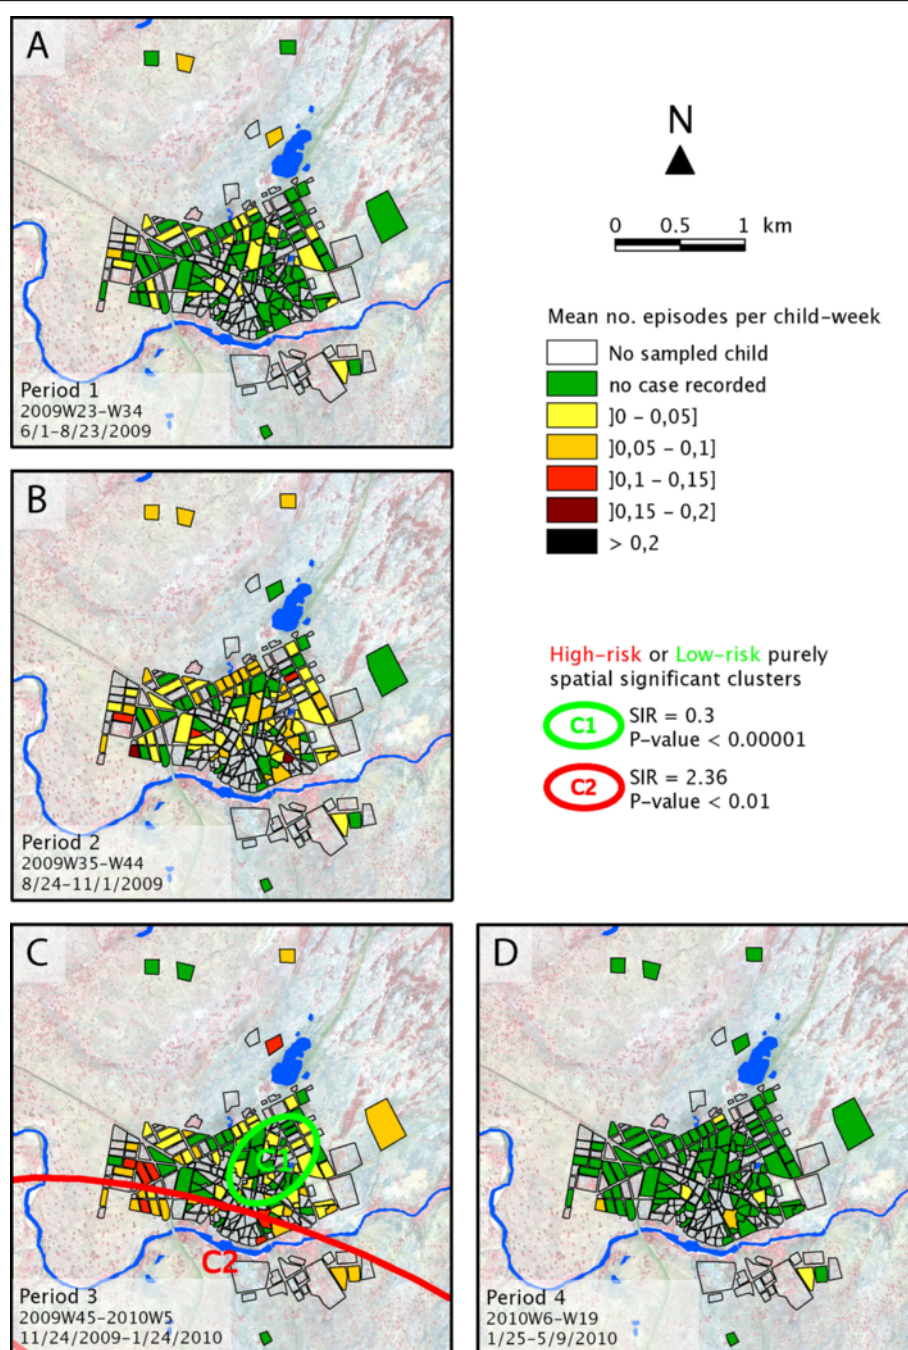 A
Period 1
2009W23-W34
6/1-8/23/2009
N
0 0.5 1 km
Mean no. episodes per child-week
No sampled child
no case recorded
]0 - 0,05]
]0,05 - 0,1]
]0,1 - 0,15]
]0,15 - 0,2]
> 0,2
B
Period 2
2009W35-W44
8/24-11/1/2009
High-risk or Low-risk purely
spatial significant clusters
C1 SIR = 0.3
P-value < 0.00001
C2 SIR = 2.36
P-value < 0.01
C
C1
C2
Period 3
2009W45-2010W5
11/24/2009-1/24/2010
D
Period 4
2010W6-W19
1/25-5/9/2010